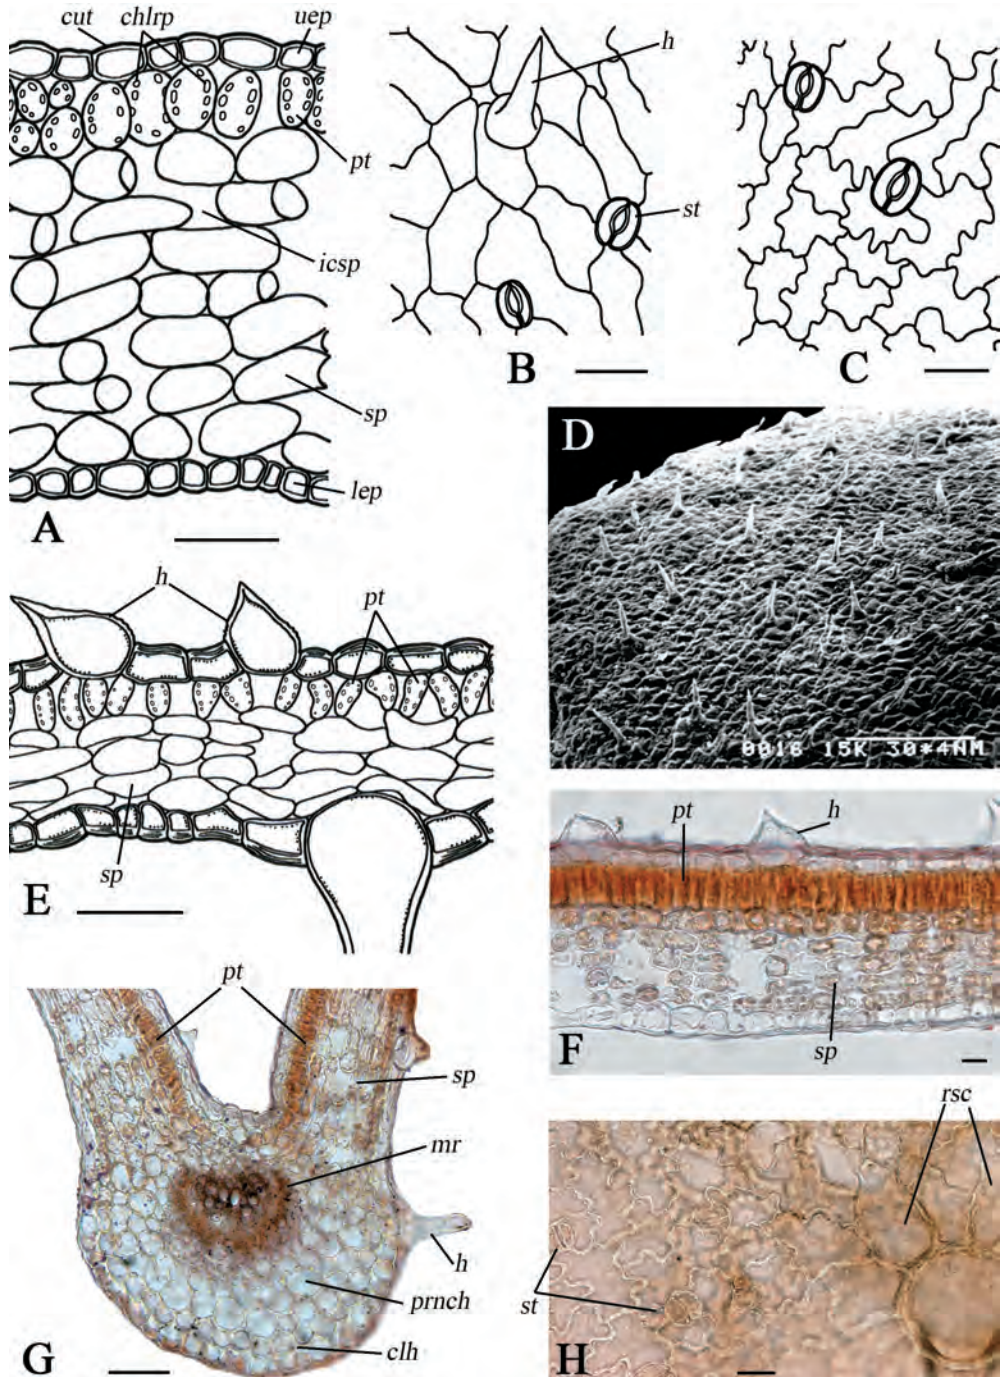 cut chlrp uep
pt
icsp
sp
lep
A
h
st
B
C
D
0016 15K 30*4NM
h
pt
sp
E
pt h
sp
F
pt
sp
mr
h
prnch
clh
G
rsc
st
H